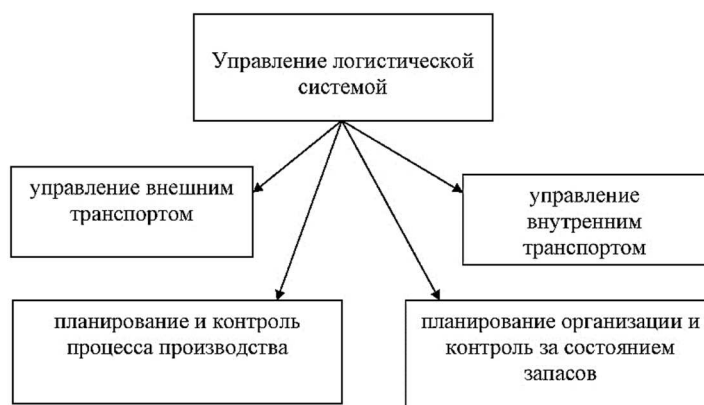 Управление логистической
системой
управление внешним
транспортом
управление
внутренним
транспортом
планирование и контроль
процесса производства
планирование организации и
контроль за состоянием
запасов